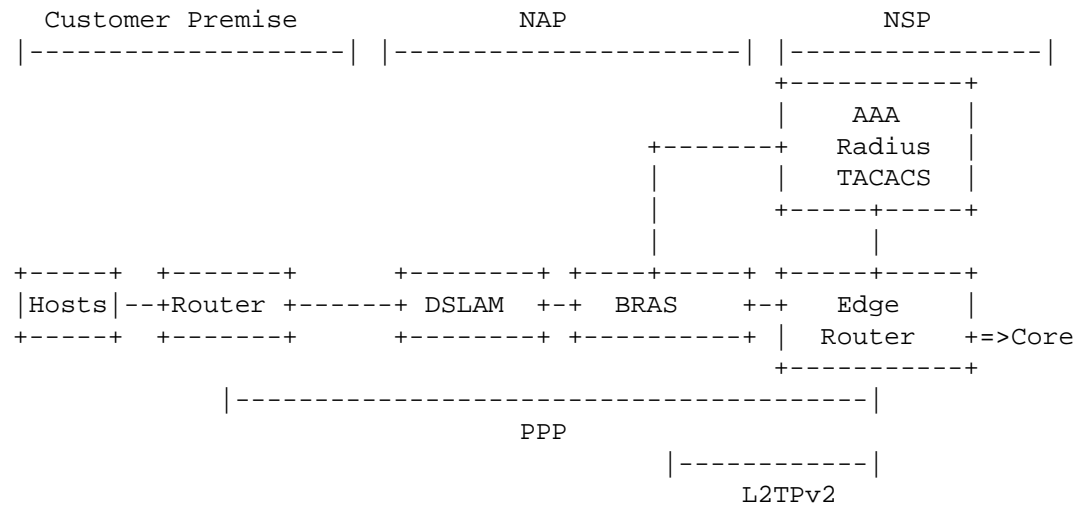 Customer Premise NAP NSP
|--------------------| |----------------------| |----------------|
+-----------+
| AAA |
+-------+ Radius |
| | TACACS |
| +-----+-----+
| |
+-----+ +-------+ +--------+ +----+-----+ +-----+-----+
|Hosts|--+Router +------+ DSLAM +-+ BRAS +-+ Edge |
+-----+ +-------+ +--------+ +----------+ | Router +=>Core
+-----------+
|----------------------------------------|
PPP
|------------|
L2TPv2